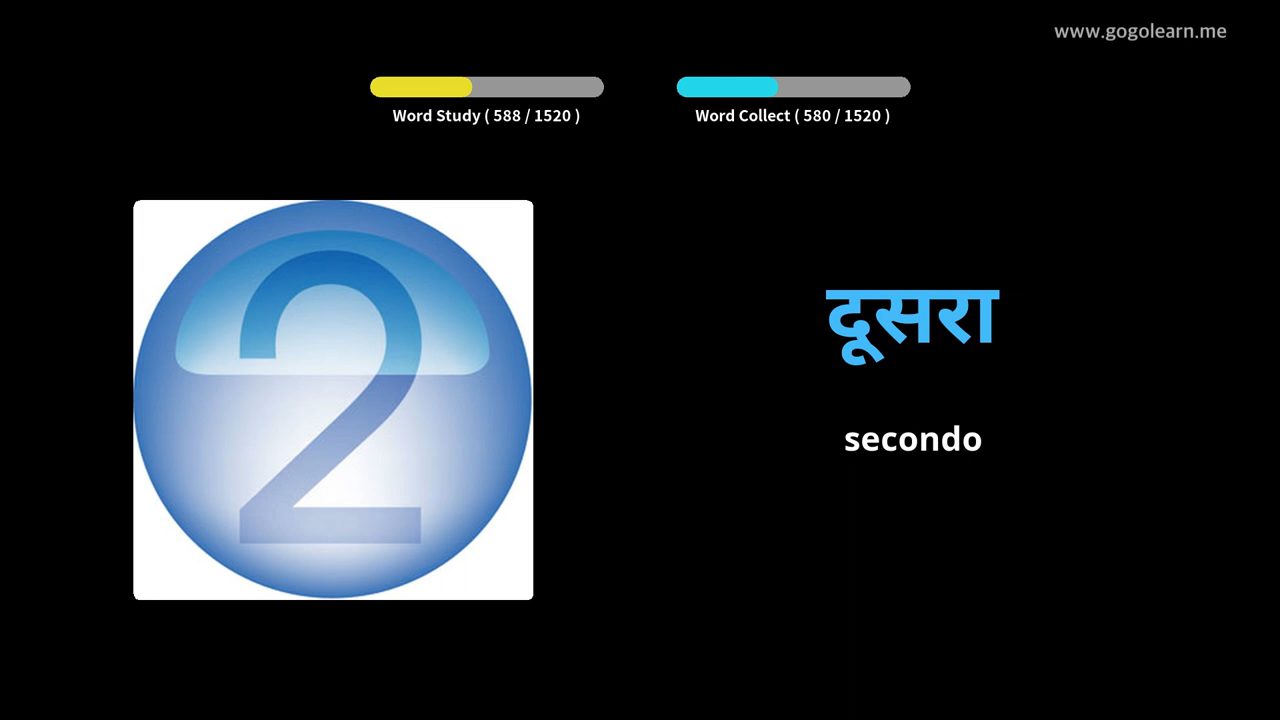 www.gogolearn.me
Word Study ( 588 / 1520 )
Word Collect ( 580 / 1520 )
2
दूसरा
secondo